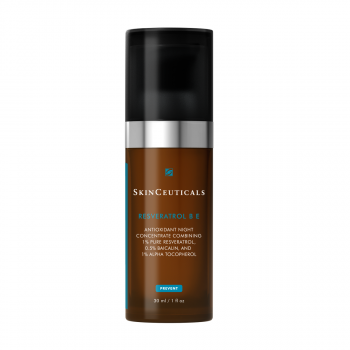 SKINCEUTICALS
RESVERATROL B E
ANTIOXIDANT NIGHT
CONCENTRATE COMBINING
1% PURE RESVERATROL,
0.5% BAICALIN, AND
1% ALPHA TOCOPHEROL
PREVENT
30 ml / 1 fl oz